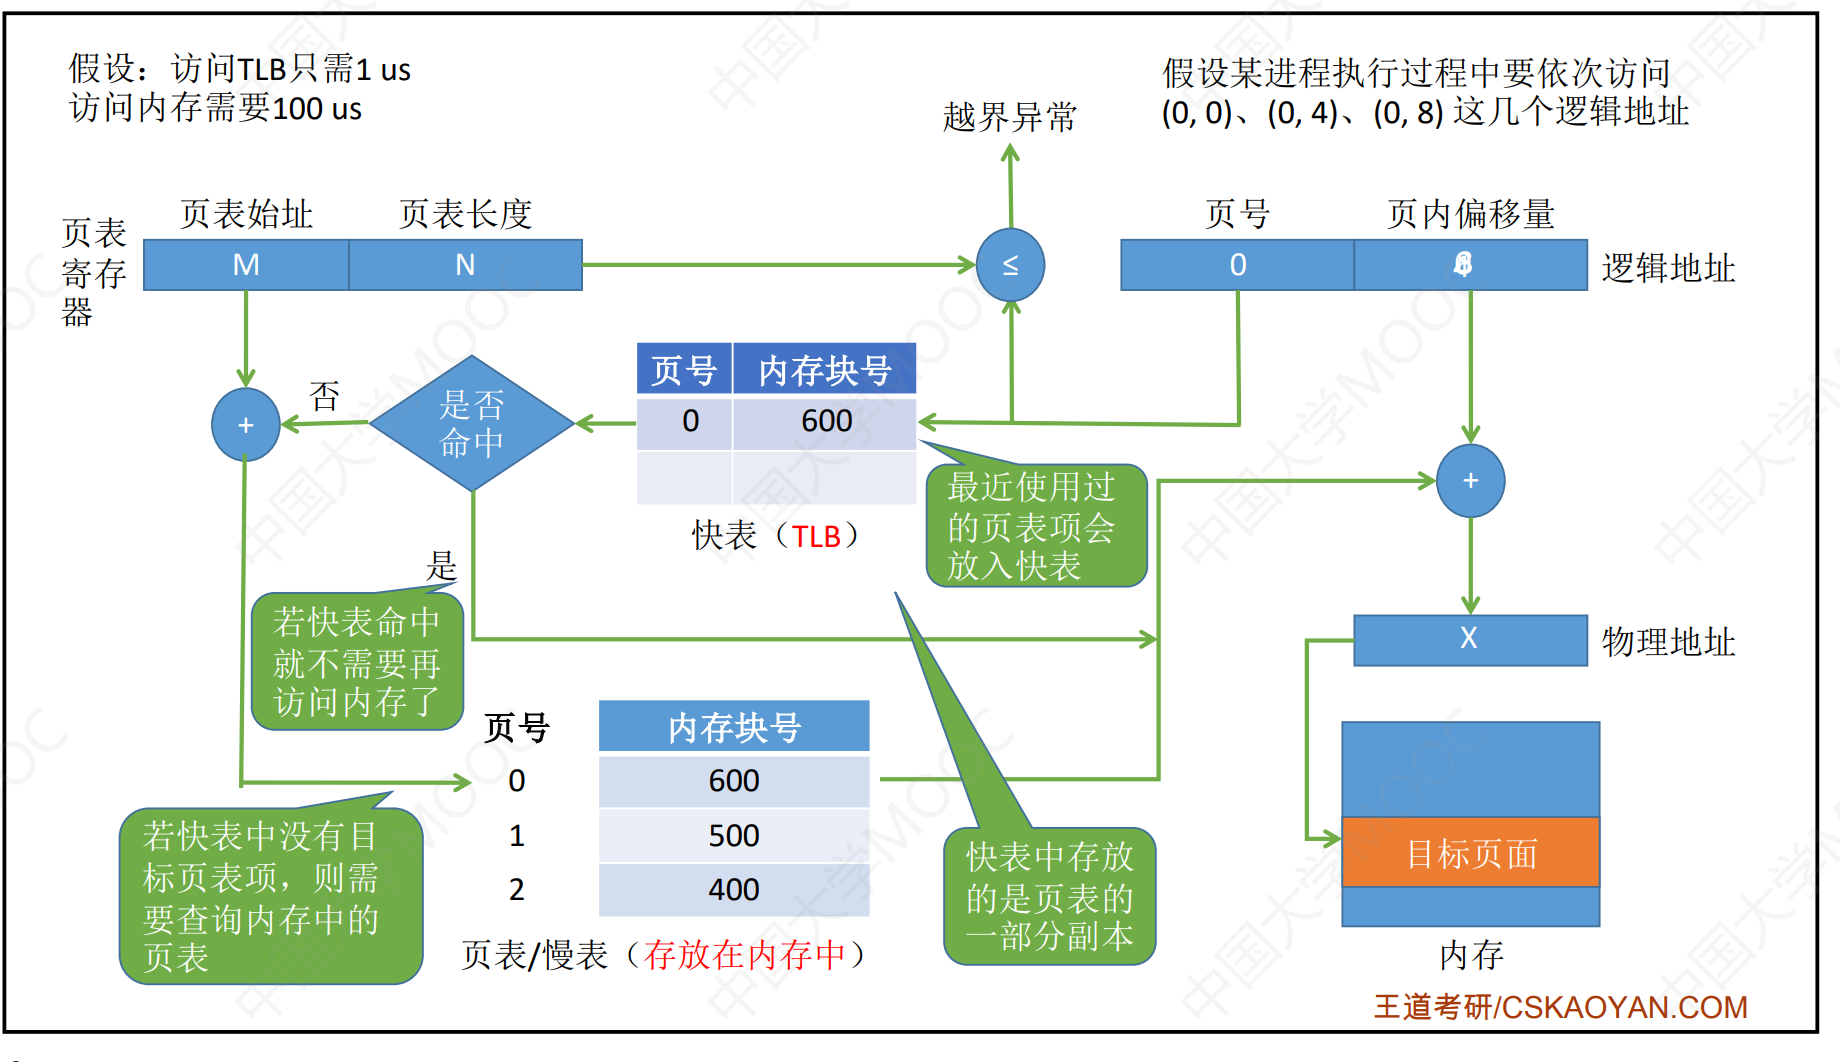 假设：访问TLB只需1 us
访问内存需要100 us
假设某进程执行过程中要依次访问
(0, 0)、(0, 4)、(0, 8) 这几个逻辑地址
越界异常
页表
寄存
器
页表始址
页表长度
M
N
≤
页号
页内偏移量
0
逻辑地址
+
否
是否
命中
页号
内存块号
0
600
快表（TLB）
最近使用过
的页表项会
放入快表
+
是
若快表命中
就不需要再
访问内存了
X
物理地址
页号
内存块号
0
600
1
500
2
400
页表/慢表（存放在内存中）
若快表中没有目
标页表项，则需
要查询内存中的
页表
快表中存放
的是页表的
一部分副本
目标页面
内存
王道考研/CSKAOYAN.COM
中国大学MOOC